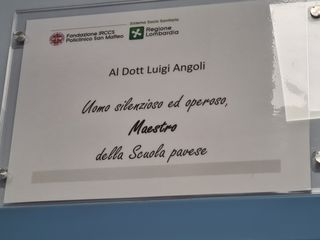 Fondazione IRCCS
Policlinico San Matteo
Sistema Socio Sanitario
Regione
Lombardia
Al Dott Luigi Angoli
Uomo silenzioso ed operoso,
Maestro
della Scuola pavese